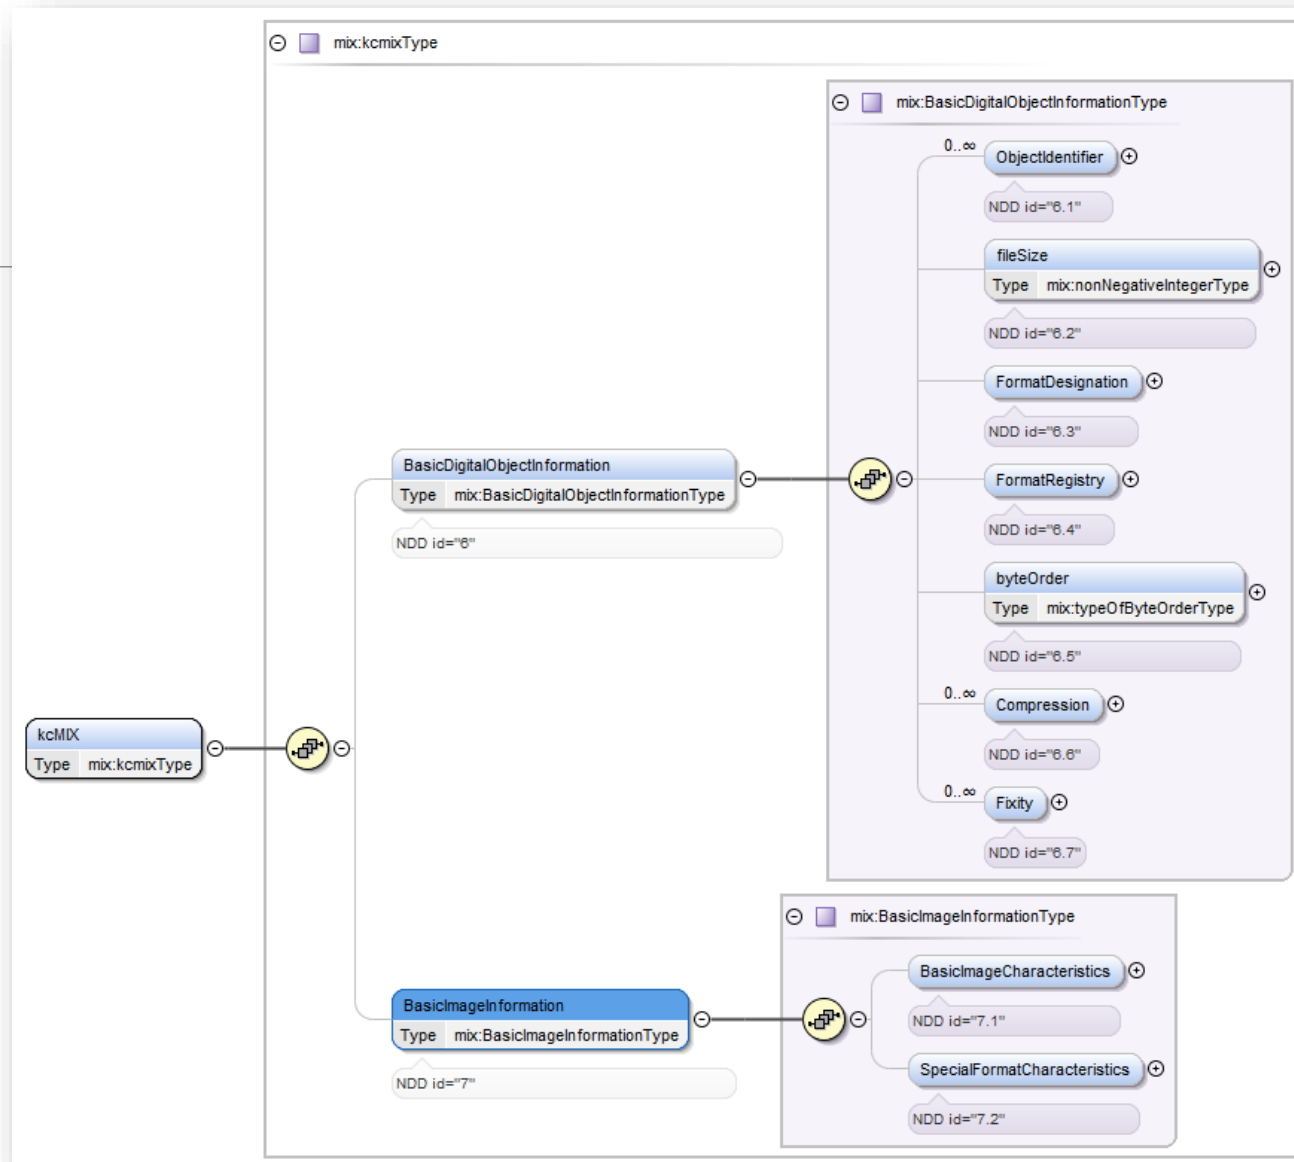 mix:kcmixType
mix:BasicDigitalObjectInformationType
0..∞
ObjectIdentifier
NDD id="6.1"
fileSize
Type mix:nonNegativeIntegerType
NDD id="6.2"
FormatDesignation
NDD id="6.3"
BasicDigitalObjectInformation
Type mix:BasicDigitalObjectInformationType
NDD id="6"
FormatRegistry
NDD id="6.4"
byteOrder
Type mix:typeOfByteOrderType
NDD id="6.5"
0..∞
Compression
NDD id="6.6"
0..∞
Fixity
NDD id="6.7"
kcMIX
Type mix:kcmixType
mix:BasicImageInformationType
BasicImageCharacteristics
NDD id="7.1"
BasicImageInformation
Type mix:BasicImageInformationType
NDD id="7"
SpecialFormatCharacteristics
NDD id="7.2"